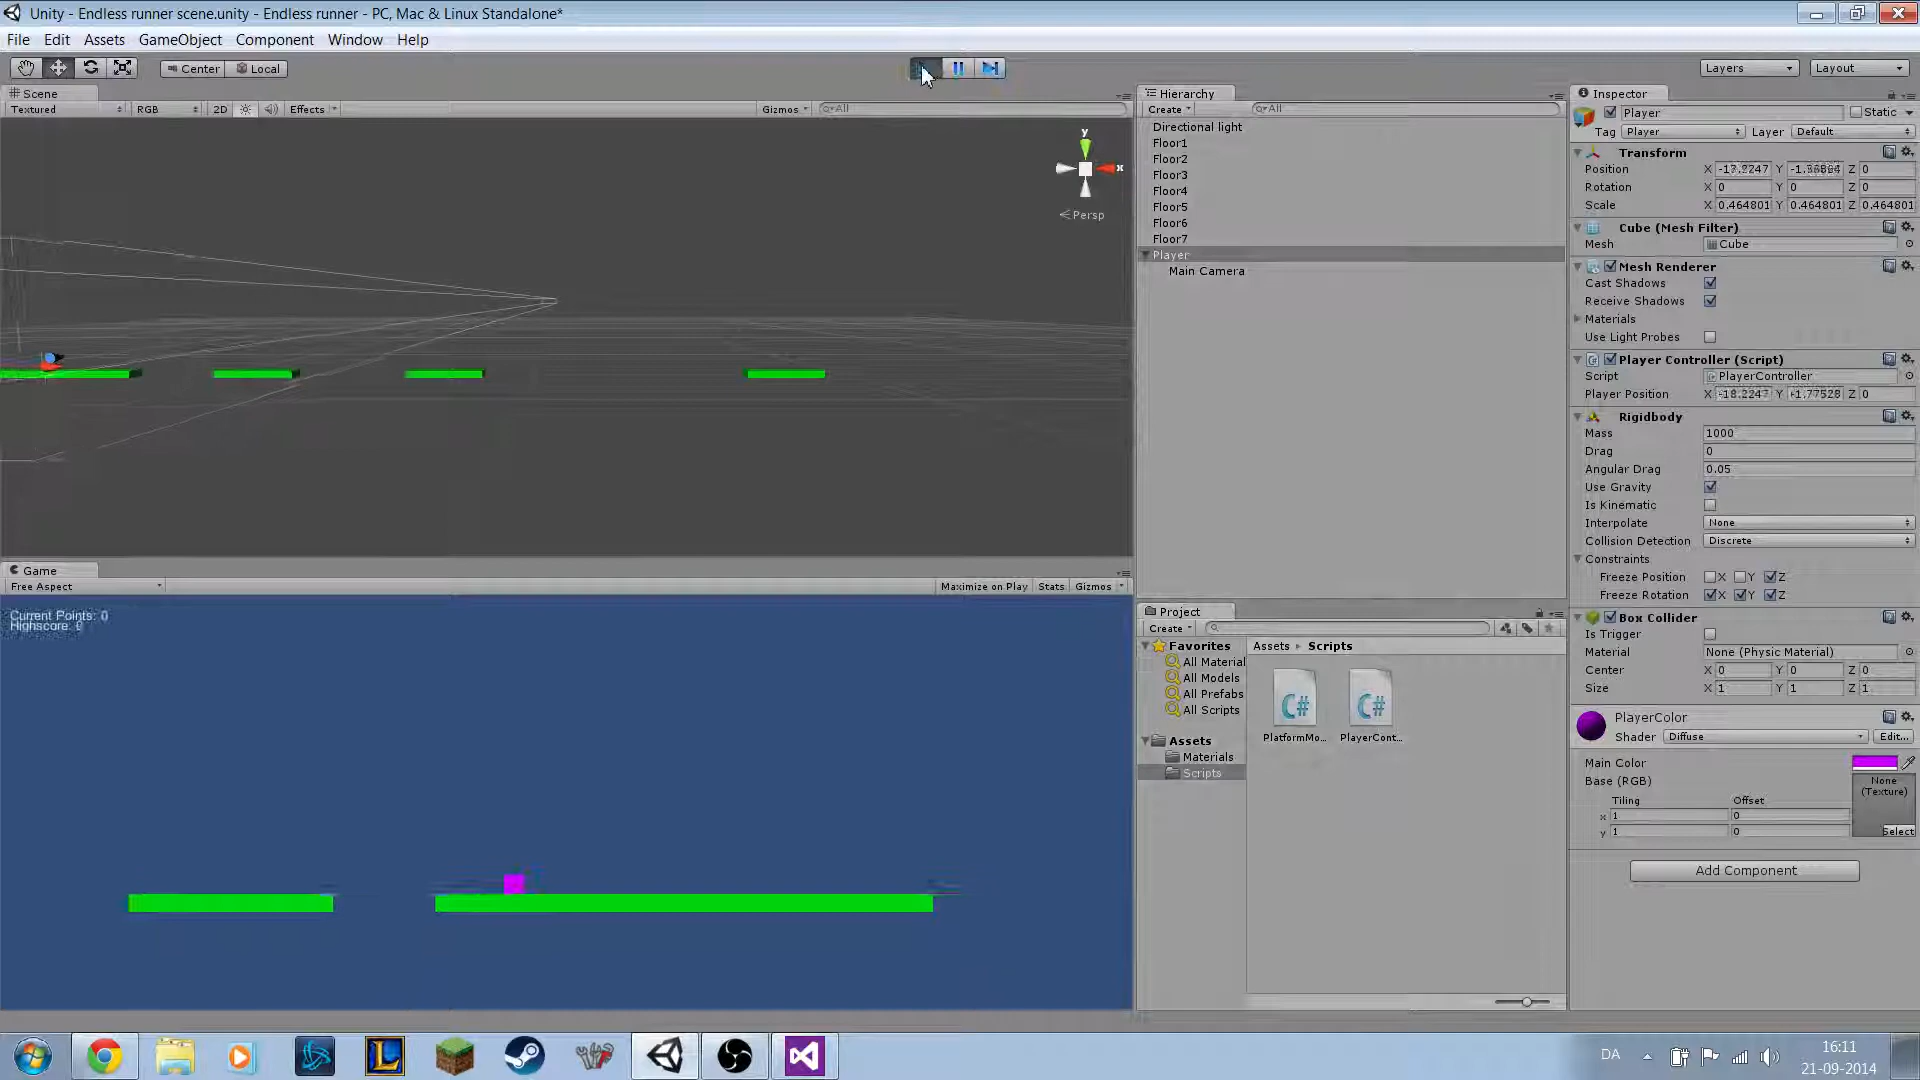 Unity - Endless runner scene.unity - Endless runner - PC, Mac & Linux Standalone*
File Edit Assets GameObject Component Window Help
Center Local
Layers Layout
Scene
Textured RGB 2D Effects Gizmos All
y
x
Persp
Game
Free Aspect Maximize on Play Stats Gizmos
Current Points: 0
Highscore: 0
Hierarchy
Create All
Directional light
Floor1
Floor2
Floor3
Floor4
Floor5
Floor6
Floor7
Player
Main Camera
Project
Create
Favorites
All Material
All Models
All Prefabs
All Scripts
Assets
Materials
Scripts
Assets Scripts
C# C#
PlatformMo... PlayerCont...
Inspector
Player Static
Tag Player Layer Default
Transform
Position X -17.2247 Y Z 0
Rotation X 0 Y 0 Z 0
Scale X 0.464801 Y 0.464801 Z 0.464801
Cube (Mesh Filter)
Mesh Cube
Mesh Renderer
Cast Shadows
Receive Shadows
Materials
Use Light Probes
Player Controller (Script)
Script PlayerController
Player Position X -18.2247 Y -1.77528 Z 0
Rigidbody
Mass 1000
Drag 0
Angular Drag 0.05
Use Gravity
Is Kinematic
Interpolate None
Collision Detection Discrete
Constraints
Freeze Position X Y Z
Freeze Rotation X Y Z
Box Collider
Is Trigger
Material None (Physic Material)
Center X 0 Y 0 Z 0
Size X 1 Y 1 Z 1
PlayerColor
Shader Diffuse Edit...
Main Color
Base (RGB)
None
(Texture)
Tiling Offset
x 1 0
y 1 0
Select
Add Component
DA
16:11
21-09-2014